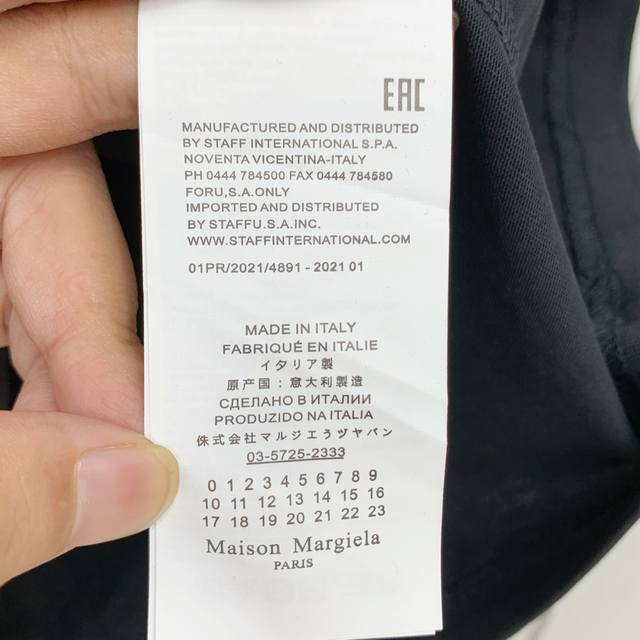 EAC
MANUFACTURED AND DISTRIBUTED
BY STAFF INTERNATIONAL S.P.A.
NOVENTA VICENTINA-ITALY
PH 0444 784500 FAX 0444 784580
FORU,S.A.ONLY
IMPORTED AND DISTRIBUTED
BY STAFFU.S.A.INC.
WWW.STAFFINTERNATIONAL.COM
01PR/2021/4891 - 2021 01
MADE IN ITALY
FABRIQUÉ EN ITALIE
イタリア製
原产国：意大利製造
СДЕЛАНО В ИТАЛИИ
PRODUZIDO NA ITALIA
侏式会社マルジエうヅヤバン
03-5725-2333
0 1 2 3 4 5 6 7 8 9
10 11 12 13 14 15 16
17 18 19 20 21 22 23
Maison Margiela
PARIS